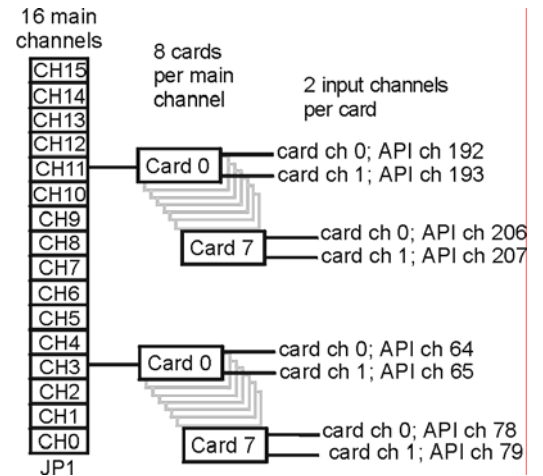 16 main
channels
8 cards
per main
channel
2 input channels
per card
CH15
CH14
CH13
CH12
CH11
CH10
CH9
CH8
CH7
CH6
CH5
CH4
CH3
CH2
CH1
CH0
JP1
Card 0
card ch 0; API ch 192
card ch 1; API ch 193
Card 7
card ch 0; API ch 206
card ch 1; API ch 207
Card 0
card ch 0; API ch 64
card ch 1; API ch 65
Card 7
card ch 0; API ch 78
card ch 1; API ch 79